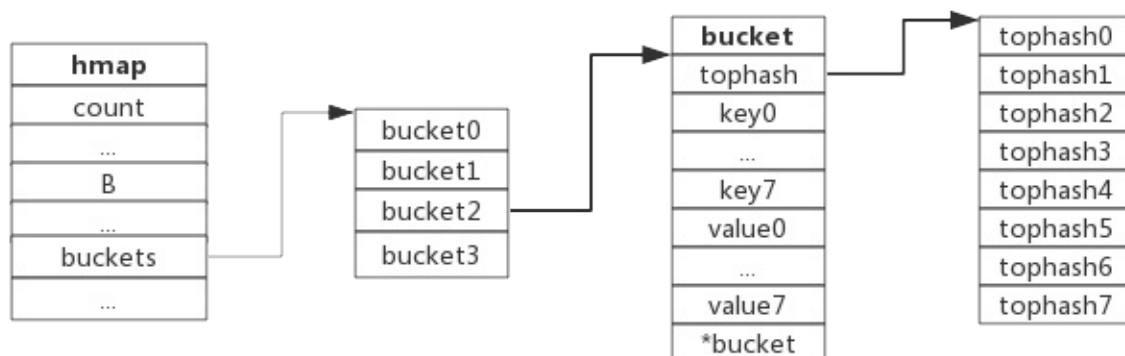 hmap
count
...
B
...
buckets
...
bucket0
bucket1
bucket2
bucket3
bucket
tophash
key0
...
key7
value0
...
value7
*bucket
tophash0
tophash1
tophash2
tophash3
tophash4
tophash5
tophash6
tophash7